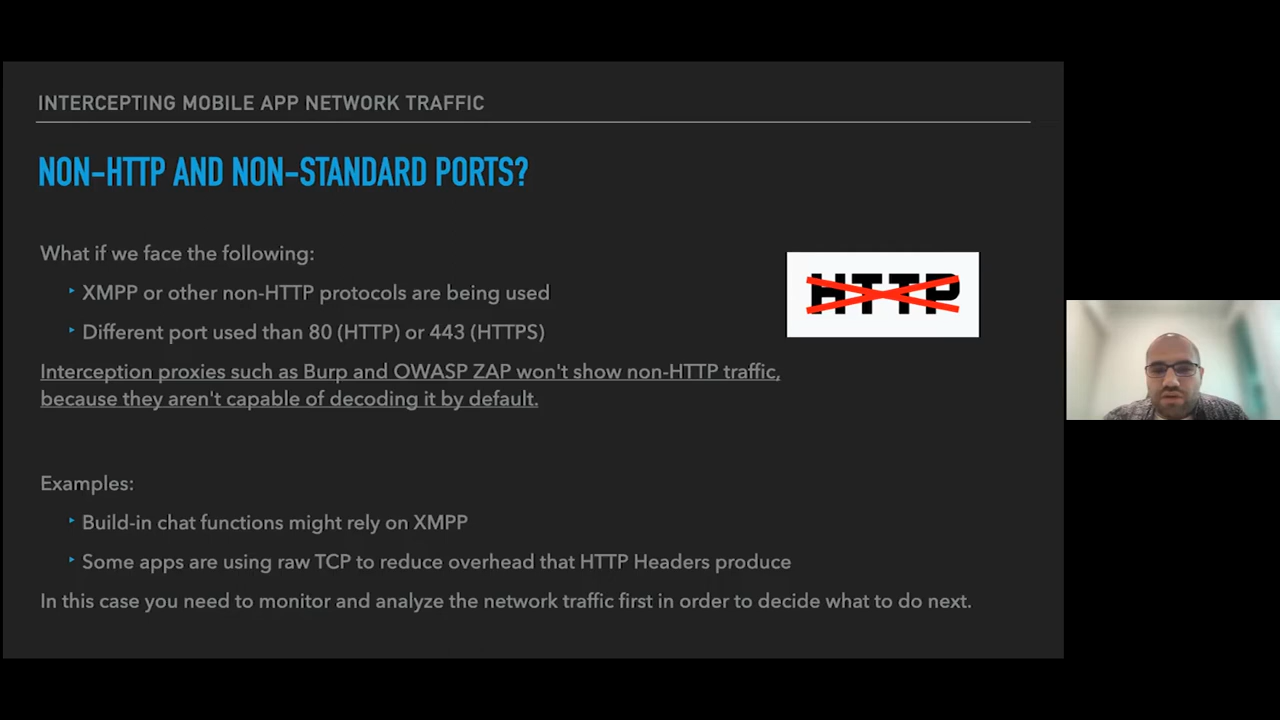 INTERCEPTING MOBILE APP NETWORK TRAFFIC
NON-HTTP AND NON-STANDARD PORTS?
What if we face the following:
‣ XMPP or other non-HTTP protocols are being used
‣ Different port used than 80 (HTTP) or 443 (HTTPS)
HTTP
Interception proxies such as Burp and OWASP ZAP won't show non-HTTP traffic,
because they aren't capable of decoding it by default.
Examples:
‣ Build-in chat functions might rely on XMPP
‣ Some apps are using raw TCP to reduce overhead that HTTP Headers produce
In this case you need to monitor and analyze the network traffic first in order to decide what to do next.